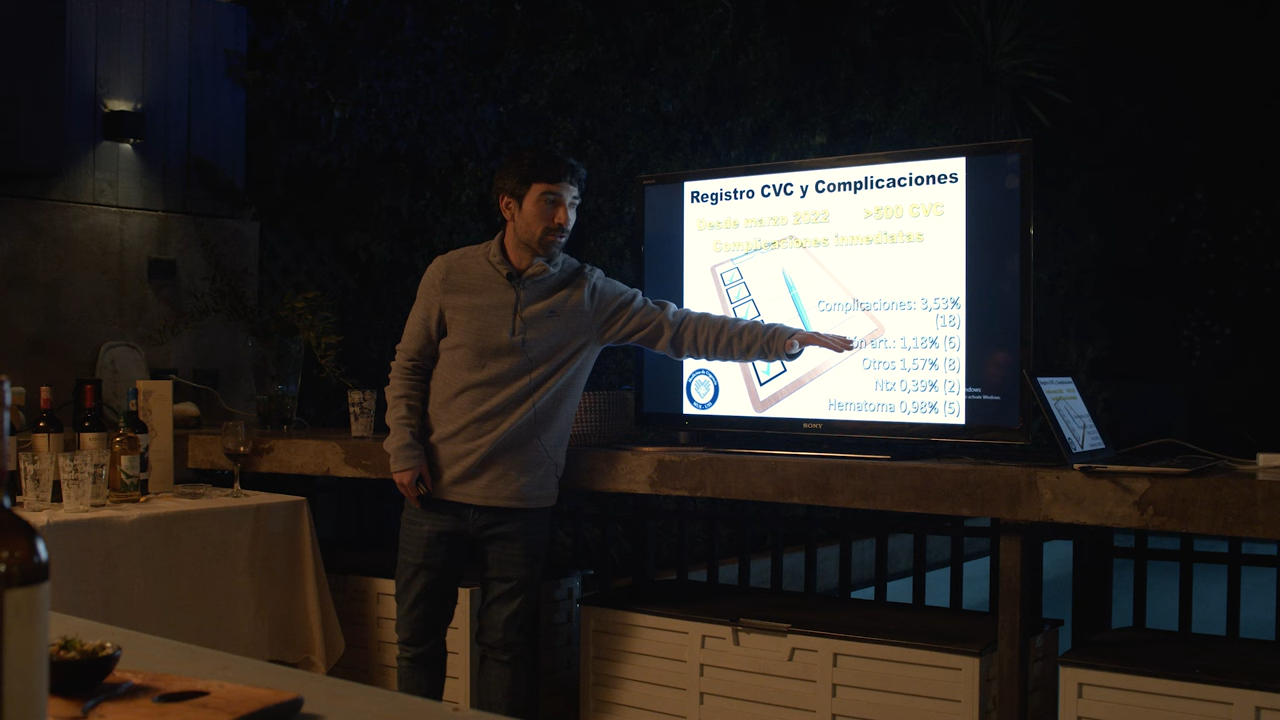 Registro CVC y Complicaciones
Desde marzo 2022 >500 CVC
Complicaciones inmediatas
Complicaciones: 3,53%
(18)
ón art.: 1,18% (6)
Otros 1,57% (8)
Ntx 0,39% (2)
Hematoma 0,98% (5)
SONY